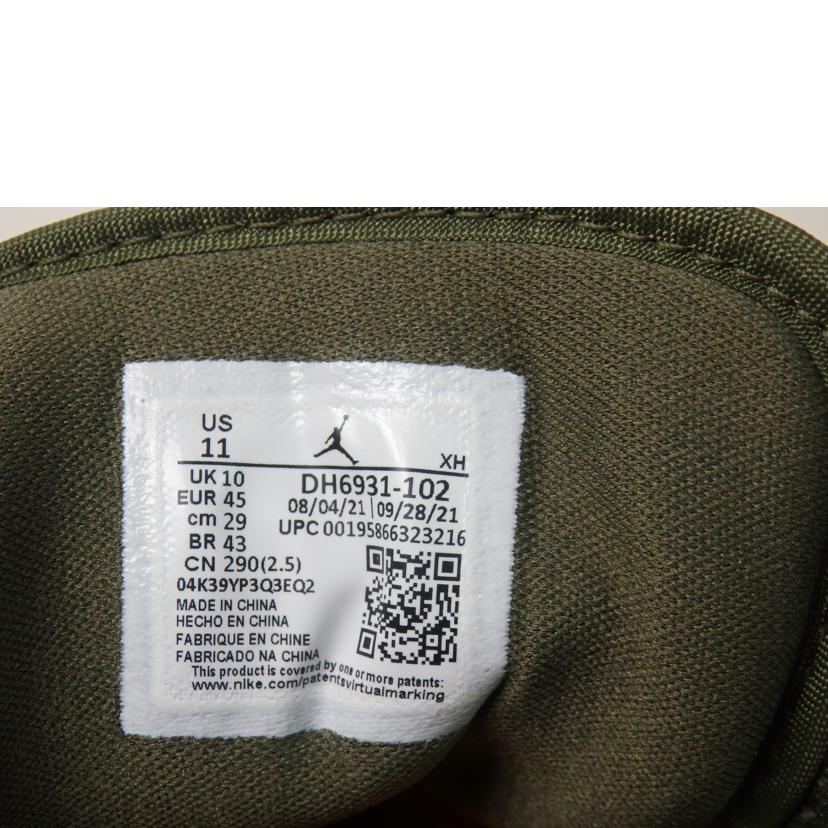 US
11
XH
UK 10
EUR 45
cm 29
BR 43
CN 290(2.5)
DH6931-102
08/04/21 | 09/28/21
UPC 00195866323216
04K39YP3Q3EQ2
MADE IN CHINA
HECHO EN CHINA
FABRIQUE EN CHINE
FABRICADO NA CHINA
This product is covered by one or more patents:
www.nike.com/patentsvirtualmarking